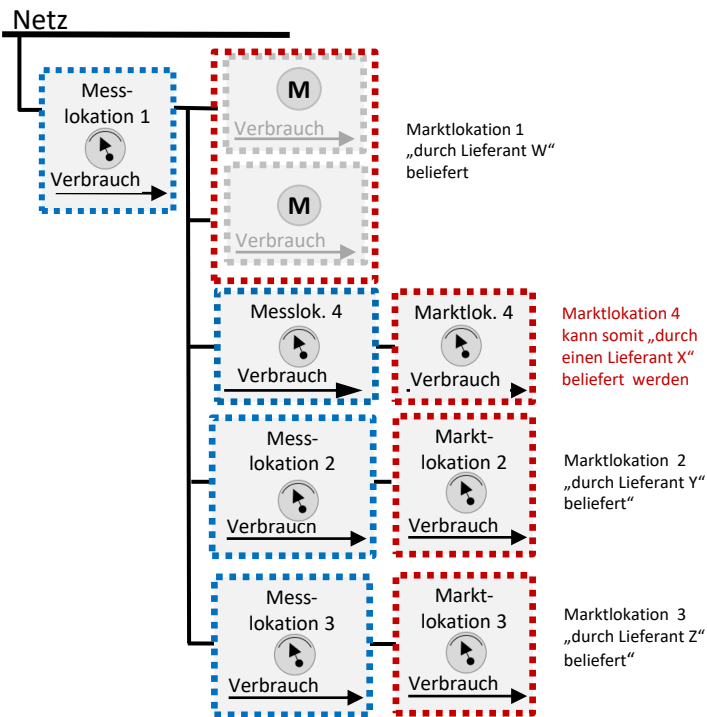 Netz
Mess-
lokation 1
Verbrauch
M
Verbrauch
M
Verbrauch
Marktlokation 1
„durch Lieferant W“
beliefert
Messlok. 4
Verbrauch
Marktlok. 4
Verbrauch
Marktlokation 4
kann somit „durch
einen Lieferant X“
beliefert werden
Mess-
lokation 2
Verbraucn
Markt-
lokation 2
Verbrauch
Marktlokation 2
„durch Lieferant Y“
beliefert“
Mess-
lokation 3
Verbrauch
Markt-
lokation 3
Verbrauch
Marktlokation 3
„durch Lieferant Z“
beliefert“